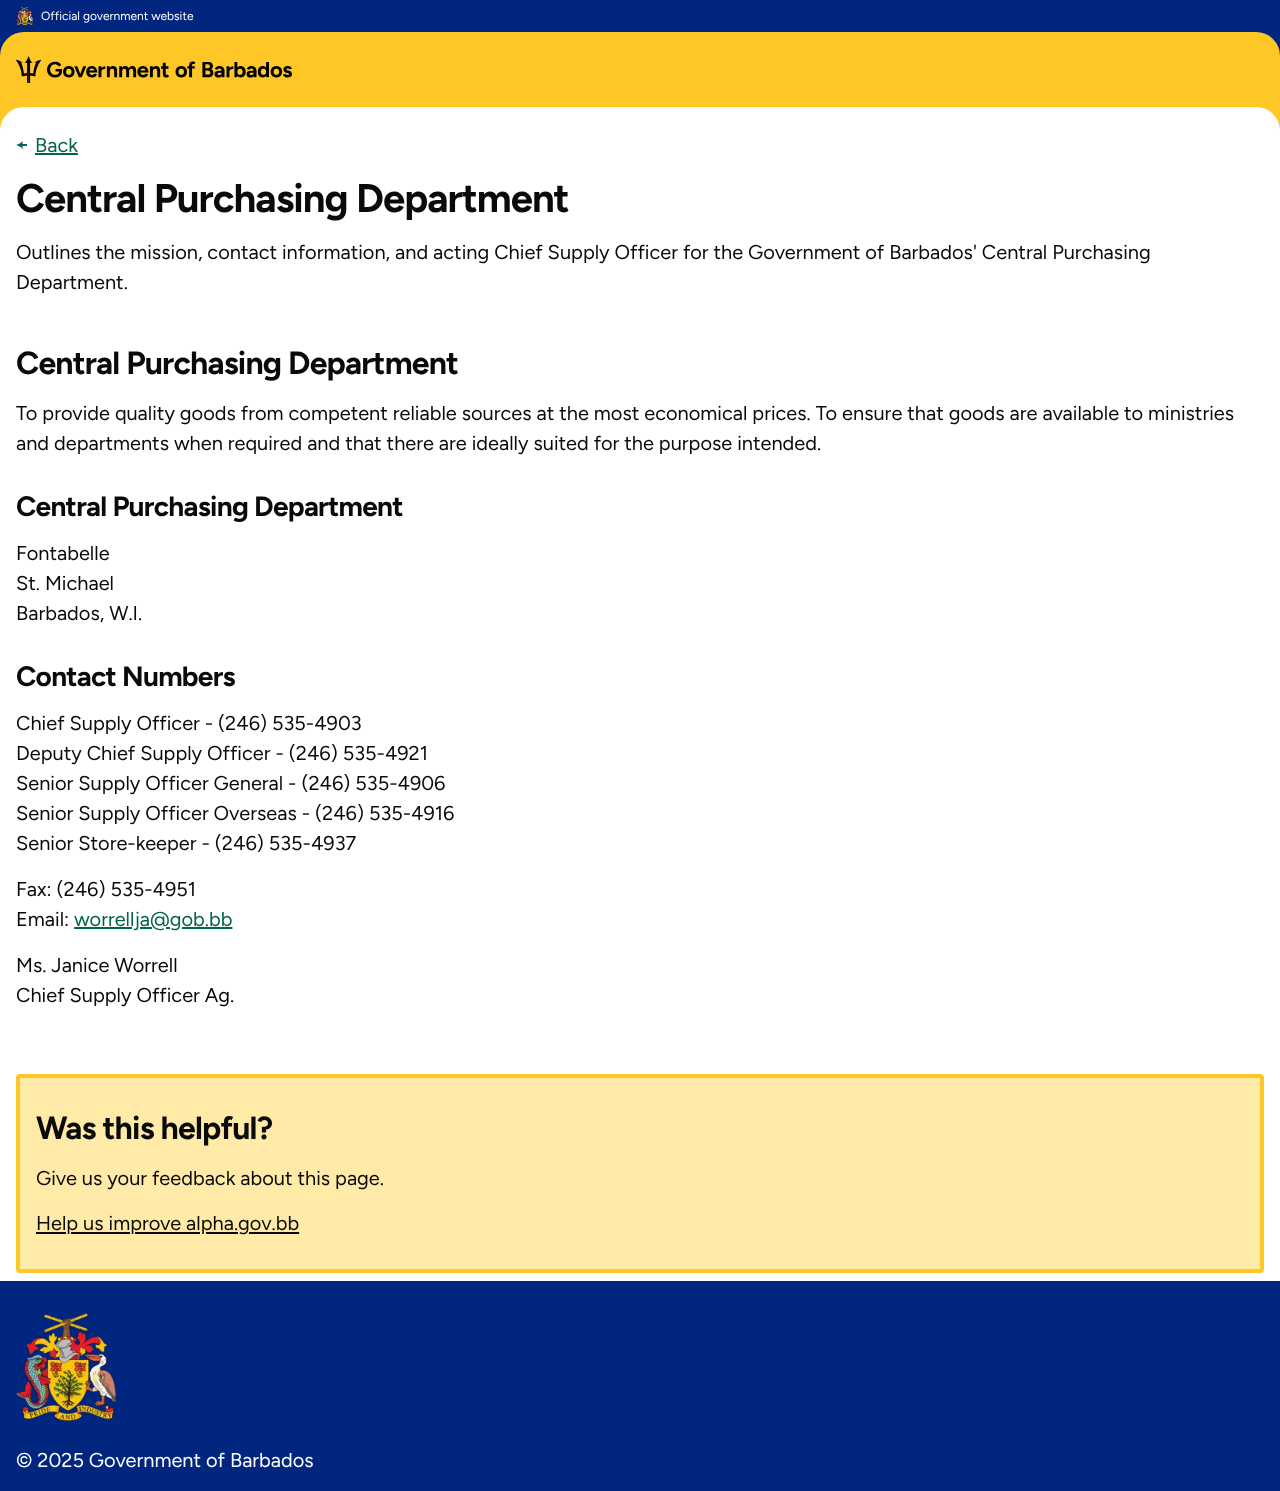 Official government website
Government of Barbados
Back
Central Purchasing Department
Outlines the mission, contact information, and acting Chief Supply Officer for the Government of Barbados' Central Purchasing
Department.
Central Purchasing Department
To provide quality goods from competent reliable sources at the most economical prices. To ensure that goods are available to ministries
and departments when required and that there are ideally suited for the purpose intended.
Central Purchasing Department
Fontabelle
St. Michael
Barbados, W.I.
Contact Numbers
Chief Supply Officer - (246) 535-4903
Deputy Chief Supply Officer - (246) 535-4921
Senior Supply Officer General - (246) 535-4906
Senior Supply Officer Overseas - (246) 535-4916
Senior Store-keeper - (246) 535-4937
Fax: (246) 535-4951
Email: worrellja@gob.bb
Ms. Janice Worrell
Chief Supply Officer Ag.
Was this helpful?
Give us your feedback about this page.
Help us improve alpha.gov.bb
PRIDE AND INDUSTRY
© 2025 Government of Barbados